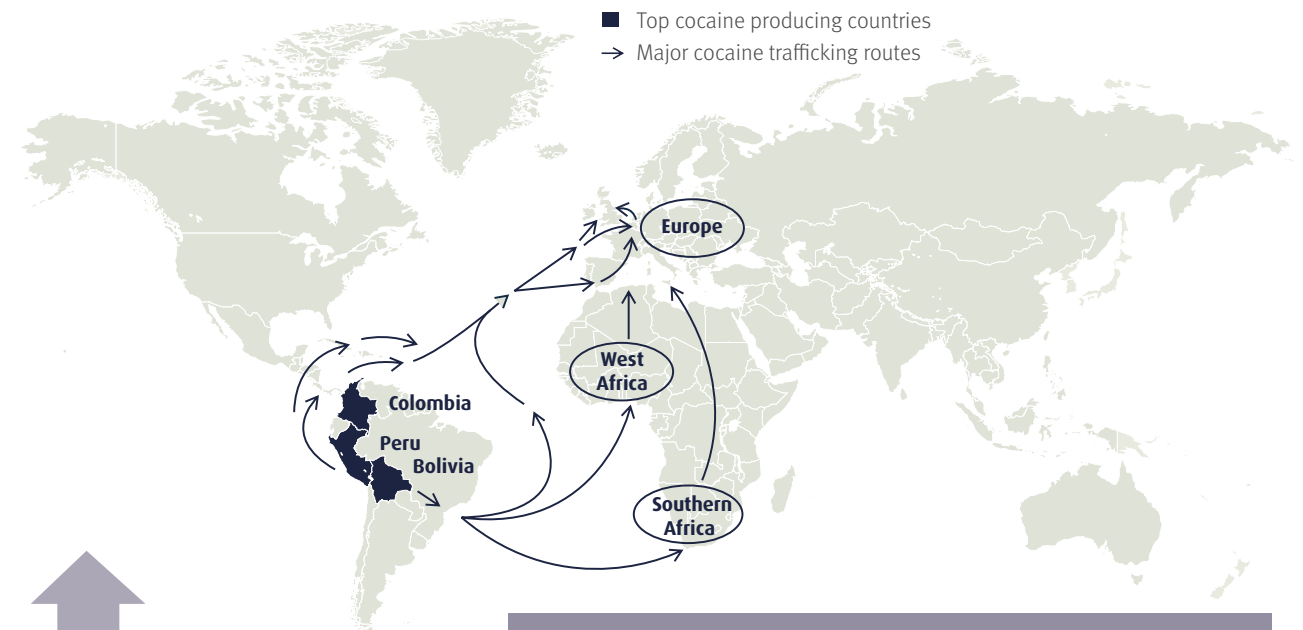 Top cocaine producing countries
Major cocaine trafficking routes
Europe
West
Africa
Colombia
Peru
Bolivia
Southern
Africa